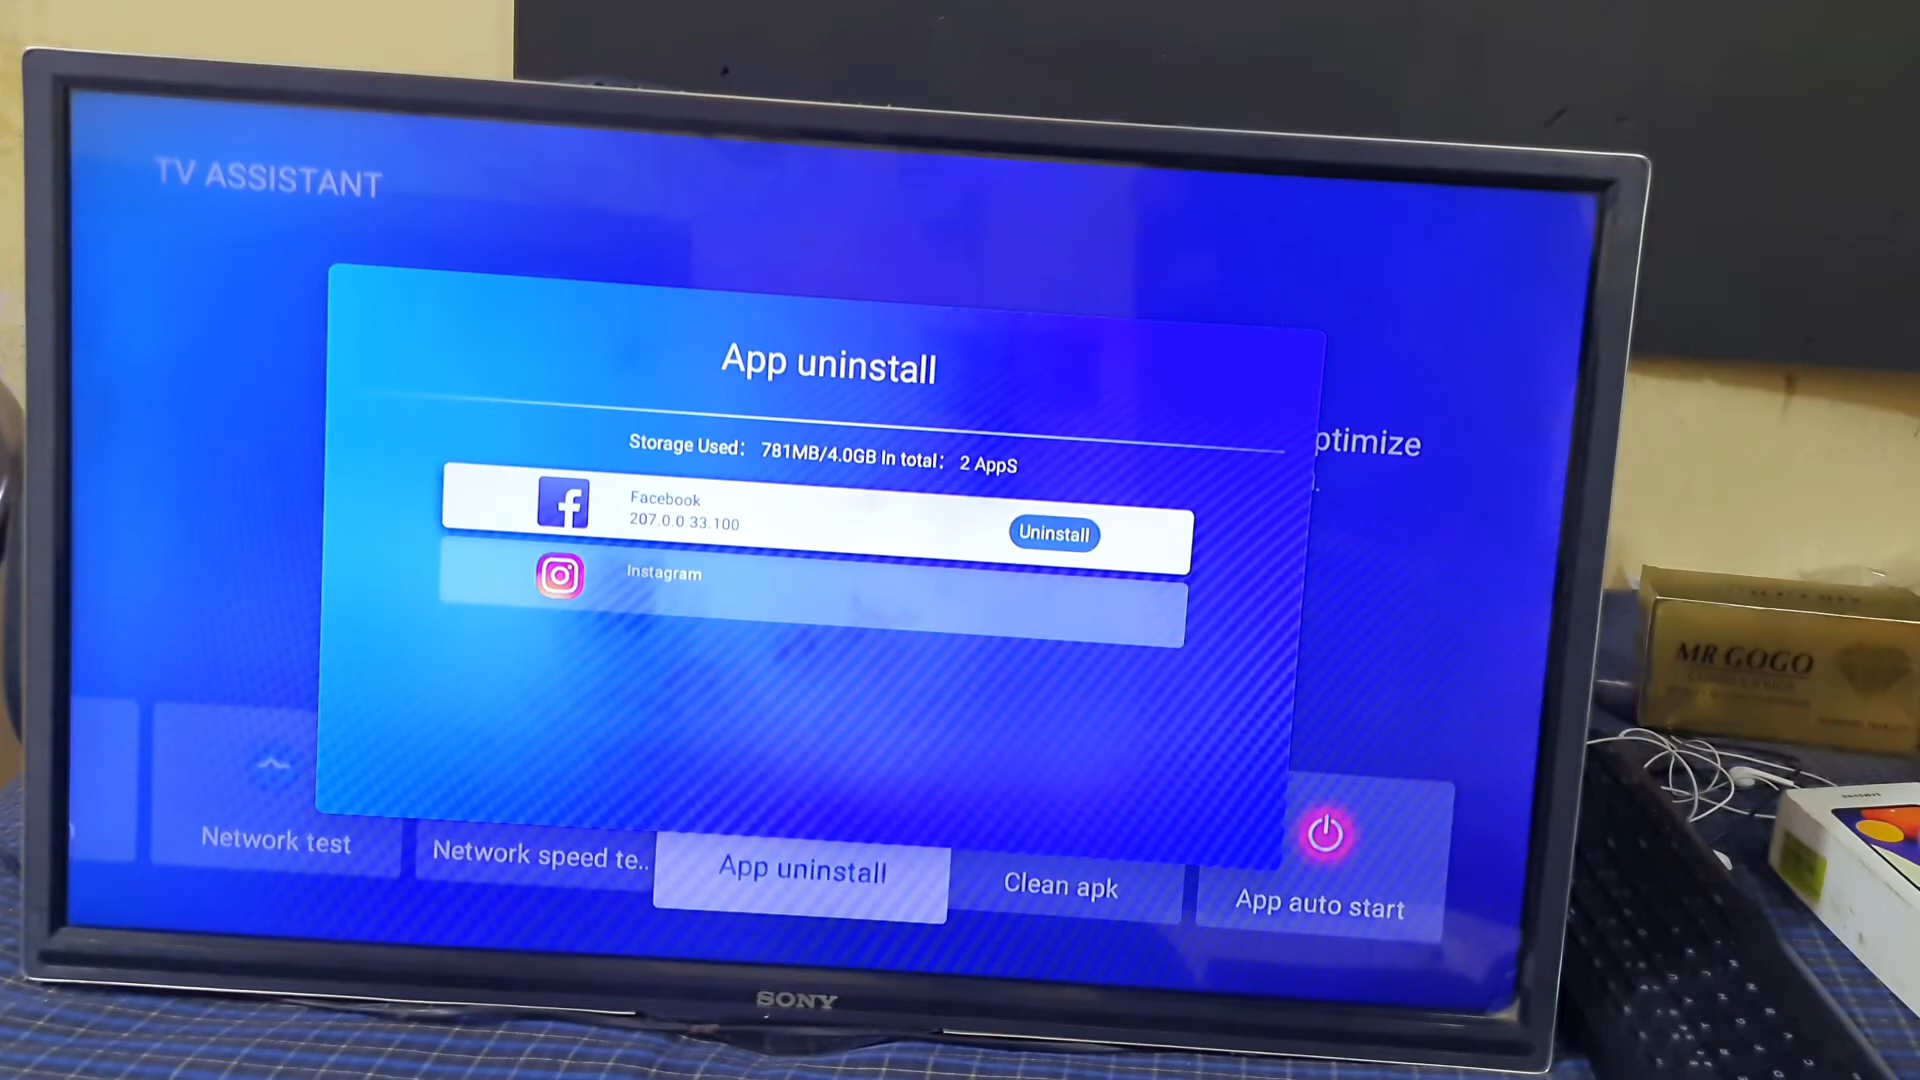 TV ASSISTANT
App uninstall
Storage Used: 781MB/4.0GB In total: 2 AppS
ptimize
Facebook
207.0.0.33.100
Uninstall
Instagram
Network test
Network speed te..
App uninstall
Clean apk
App auto start
SONY
MR GOGO